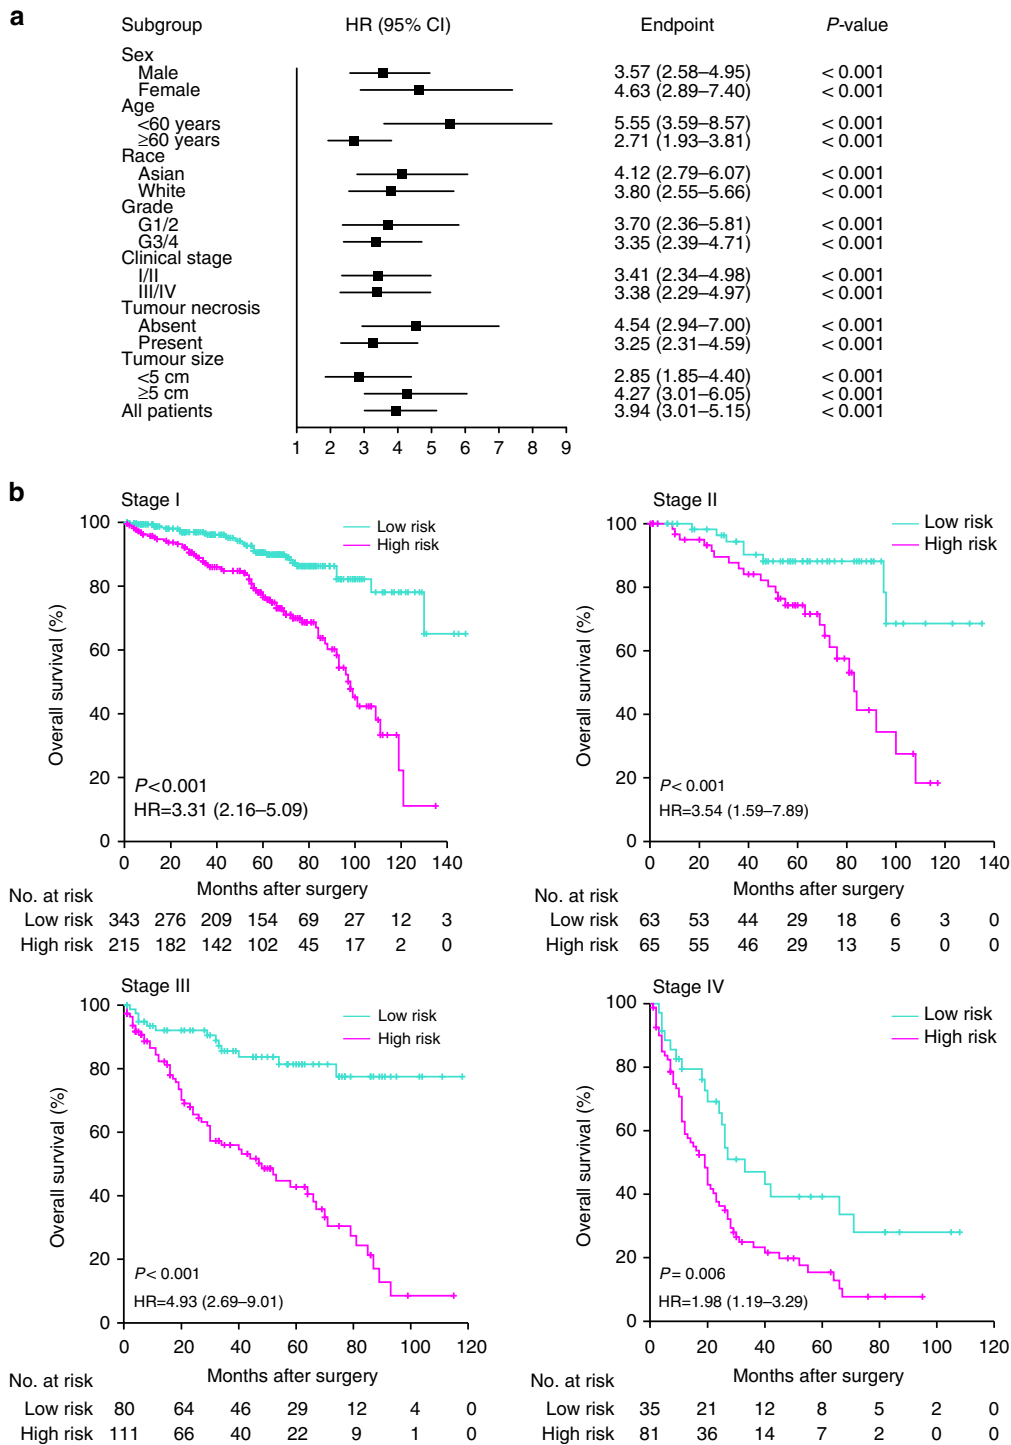 a
Subgroup HR (95% CI) Endpoint P-value
Sex
Male 3.57 (2.58–4.95) < 0.001
Female 4.63 (2.89–7.40) < 0.001
Age
<60 years 5.55 (3.59–8.57) < 0.001
≥60 years 2.71 (1.93–3.81) < 0.001
Race
Asian 4.12 (2.79–6.07) < 0.001
White 3.80 (2.55–5.66) < 0.001
Grade
G1/2 3.70 (2.36–5.81) < 0.001
G3/4 3.35 (2.39–4.71) < 0.001
Clinical stage
I/II 3.41 (2.34–4.98) < 0.001
III/IV 3.38 (2.29–4.97) < 0.001
Tumour necrosis
Absent 4.54 (2.94–7.00) < 0.001
Present 3.25 (2.31–4.59) < 0.001
Tumour size
<5 cm 2.85 (1.85–4.40) < 0.001
≥5 cm 4.27 (3.01–6.05) < 0.001
All patients 3.94 (3.01–5.15) < 0.001
1 2 3 4 5 6 7 8 9
b
Stage I
Low risk
High risk
Overall survival (%)
100
80
60
40
20
0
P<0.001
HR=3.31 (2.16–5.09)
0 20 40 60 80 100 120 140
Months after surgery
No. at risk
Low risk 343 276 209 154 69 27 12 3
High risk 215 182 142 102 45 17 2 0
Stage II
Low risk
High risk
Overall survival (%)
100
80
60
40
20
0
P<0.001
HR=3.54 (1.59–7.89)
0 20 40 60 80 100 120 140
Months after surgery
No. at risk
Low risk 63 53 44 29 18 6 3 0
High risk 65 55 46 29 13 5 0 0
Stage III
Low risk
High risk
Overall survival (%)
100
80
60
40
20
0
P<0.001
HR=4.93 (2.69–9.01)
0 20 40 60 80 100 120
Months after surgery
No. at risk
Low risk 80 64 46 29 12 4 0
High risk 111 66 40 22 9 1 0
Stage IV
Low risk
High risk
Overall survival (%)
100
80
60
40
20
0
P=0.006
HR=1.98 (1.19–3.29)
0 20 40 60 80 100 120
Months after surgery
No. at risk
Low risk 35 21 12 8 5 2 0
High risk 81 36 14 7 2 0 0